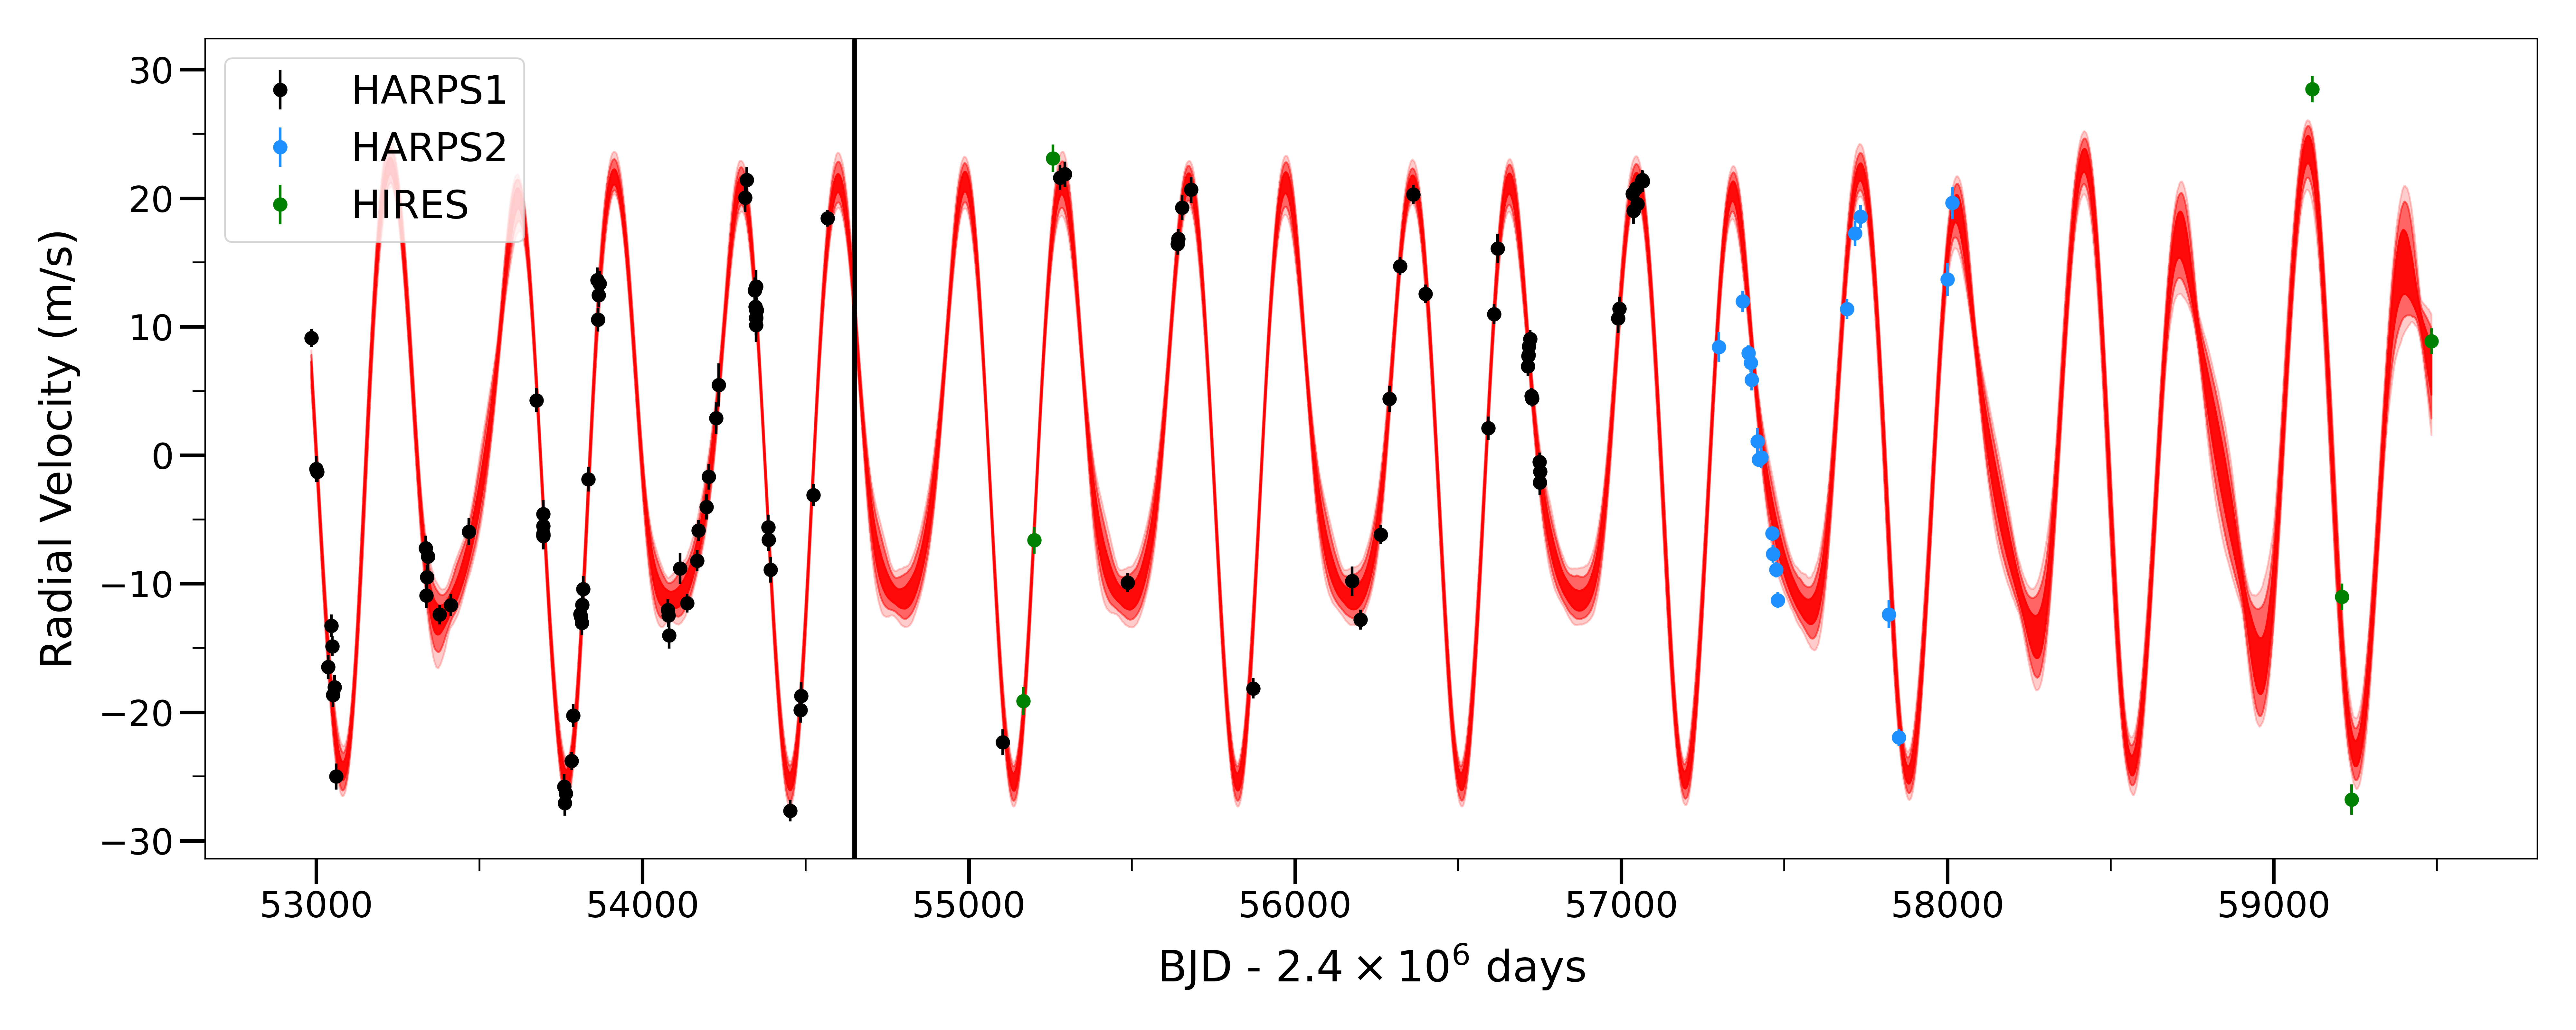 HARPS1
HARPS2
HIRES
30
20
10
0
−10
−20
−30
Radial Velocity (m/s)
53000 54000 55000 56000 57000 58000 59000
BJD - 2.4 × 10⁶ days